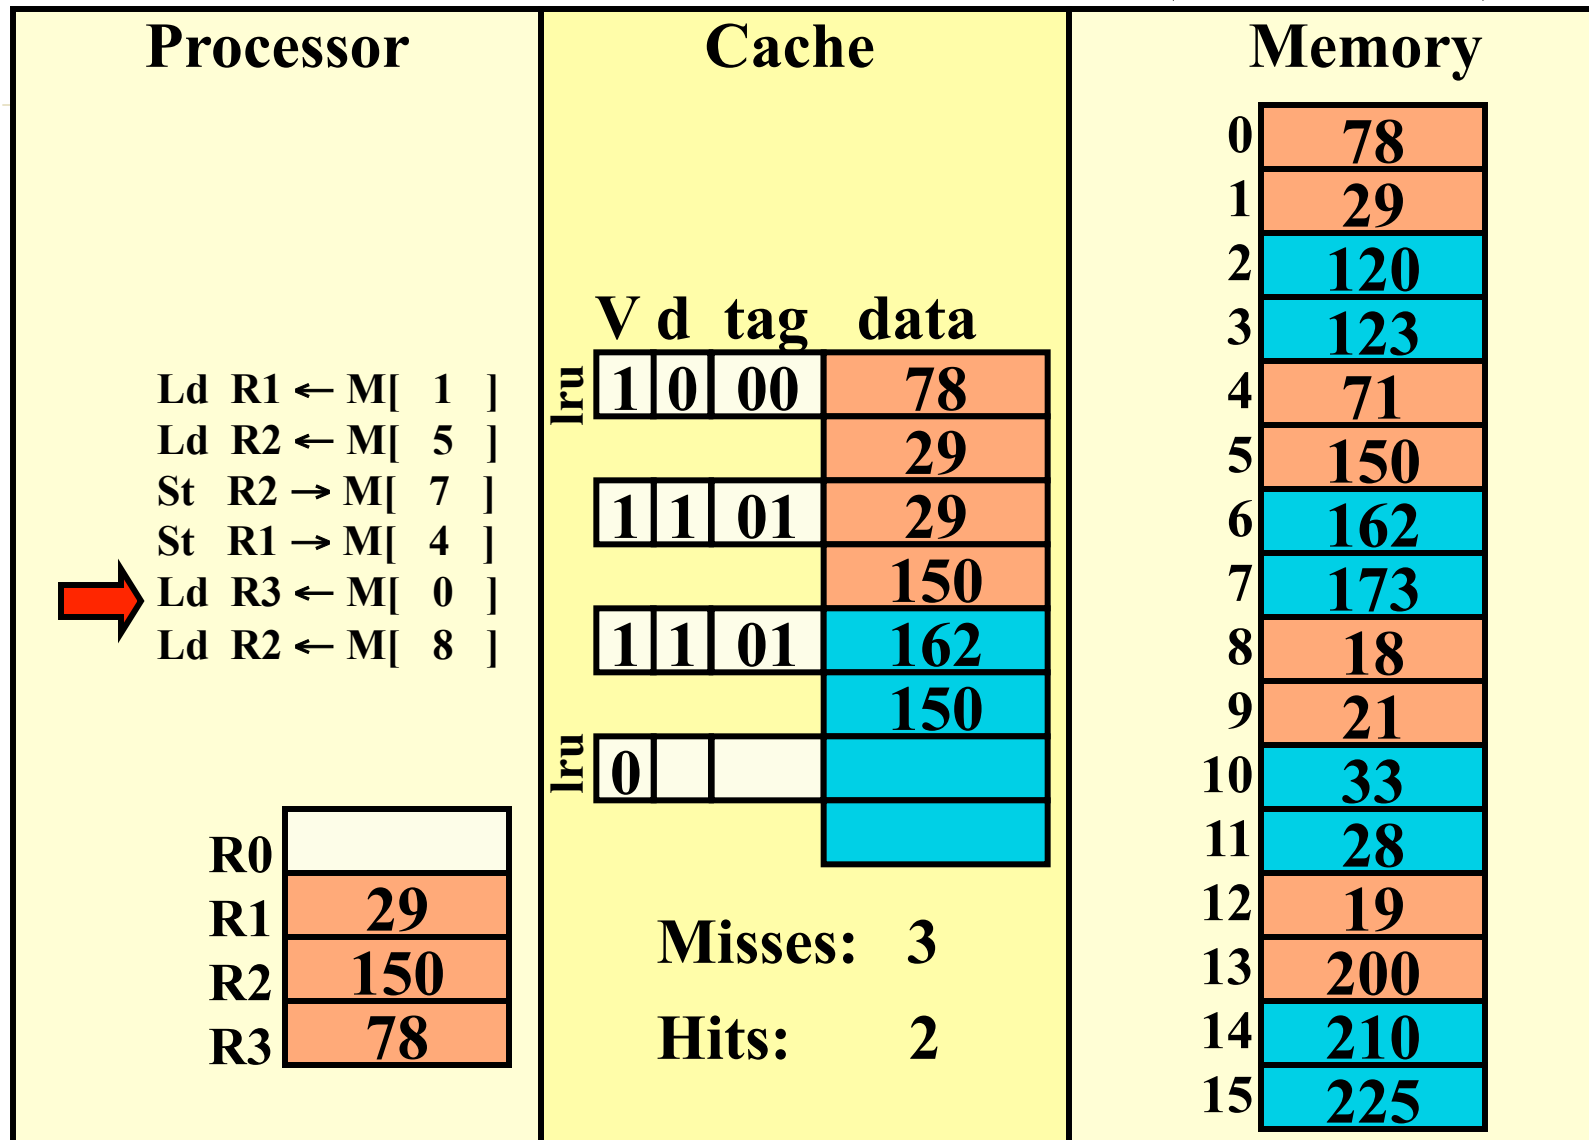 Processor
Ld R1 ← M[ 1 ]
Ld R2 ← M[ 5 ]
St R2 → M[ 7 ]
St R1 → M[ 4 ]
Ld R3 ← M[ 0 ]
Ld R2 ← M[ 8 ]
R0
R1 29
R2 150
R3 78
Cache
V d tag data
lru 1 0 00 78
29
1 1 01 29
150
1 1 01 162
150
lru 0
Misses: 3
Hits: 2
Memory
0 78
1 29
2 120
3 123
4 71
5 150
6 162
7 173
8 18
9 21
10 33
11 28
12 19
13 200
14 210
15 225